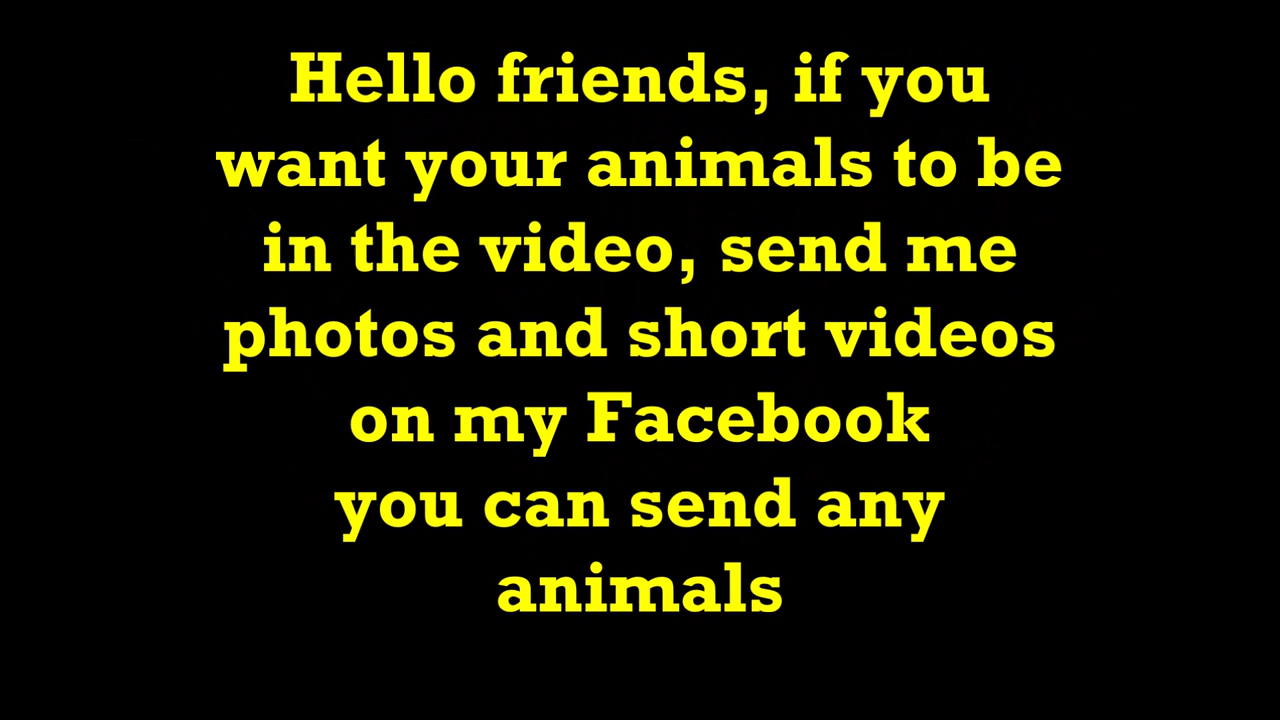 Hello friends, if you
want your animals to be
in the video, send me
photos and short videos
on my Facebook
you can send any
animals